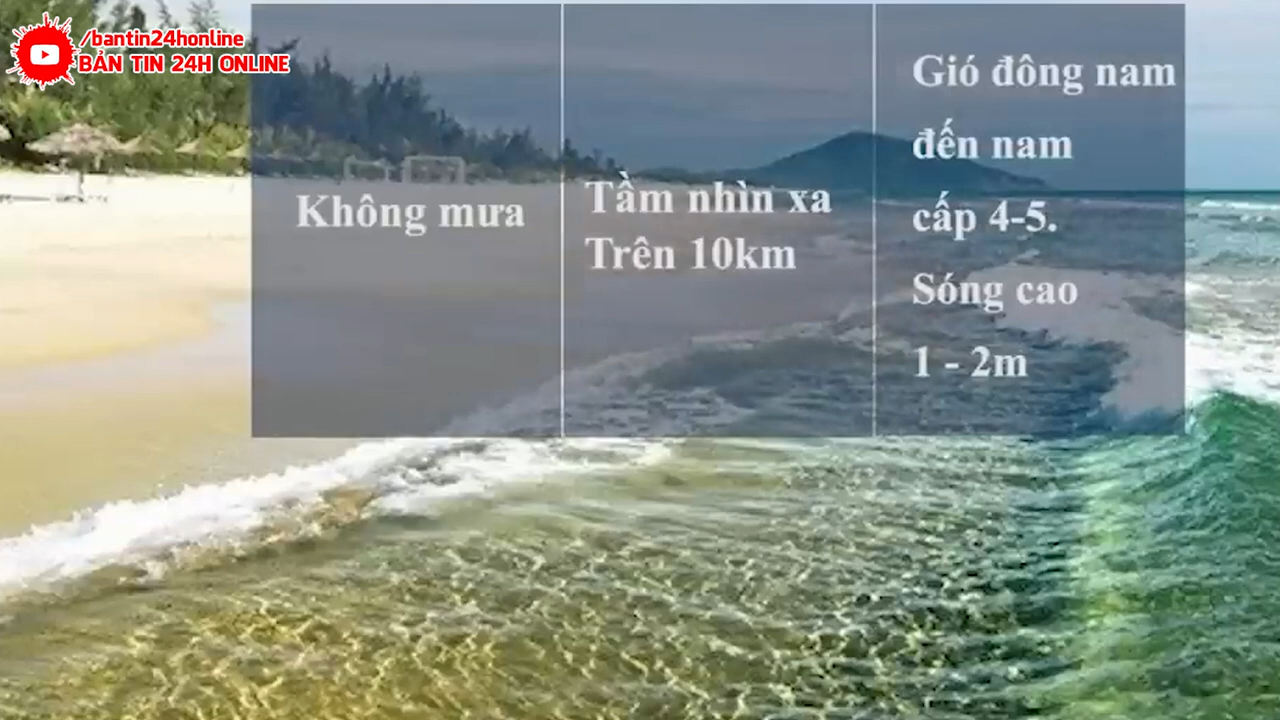 /bantin24honline
BẢN TIN 24H ONLINE
Không mưa
Tầm nhìn xa
Trên 10km
Gió đông nam
đến nam
cấp 4-5.
Sóng cao
1 - 2m